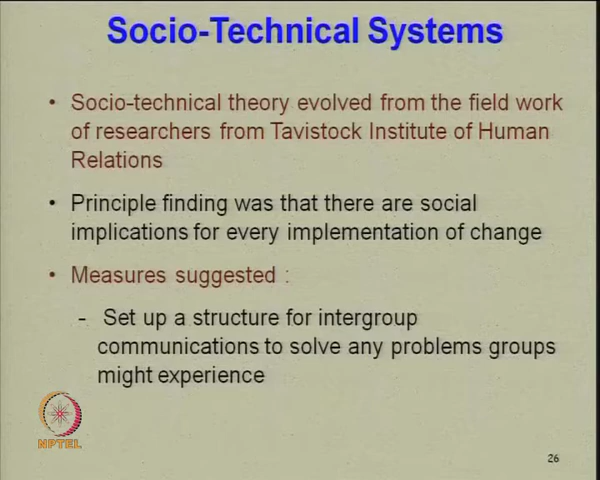 Socio-Technical Systems
• Socio-technical theory evolved from the field work
of researchers from Tavistock Institute of Human
Relations
• Principle finding was that there are social
implications for every implementation of change
• Measures suggested :
- Set up a structure for intergroup
communications to solve any problems groups
might experience
NPTEL
26